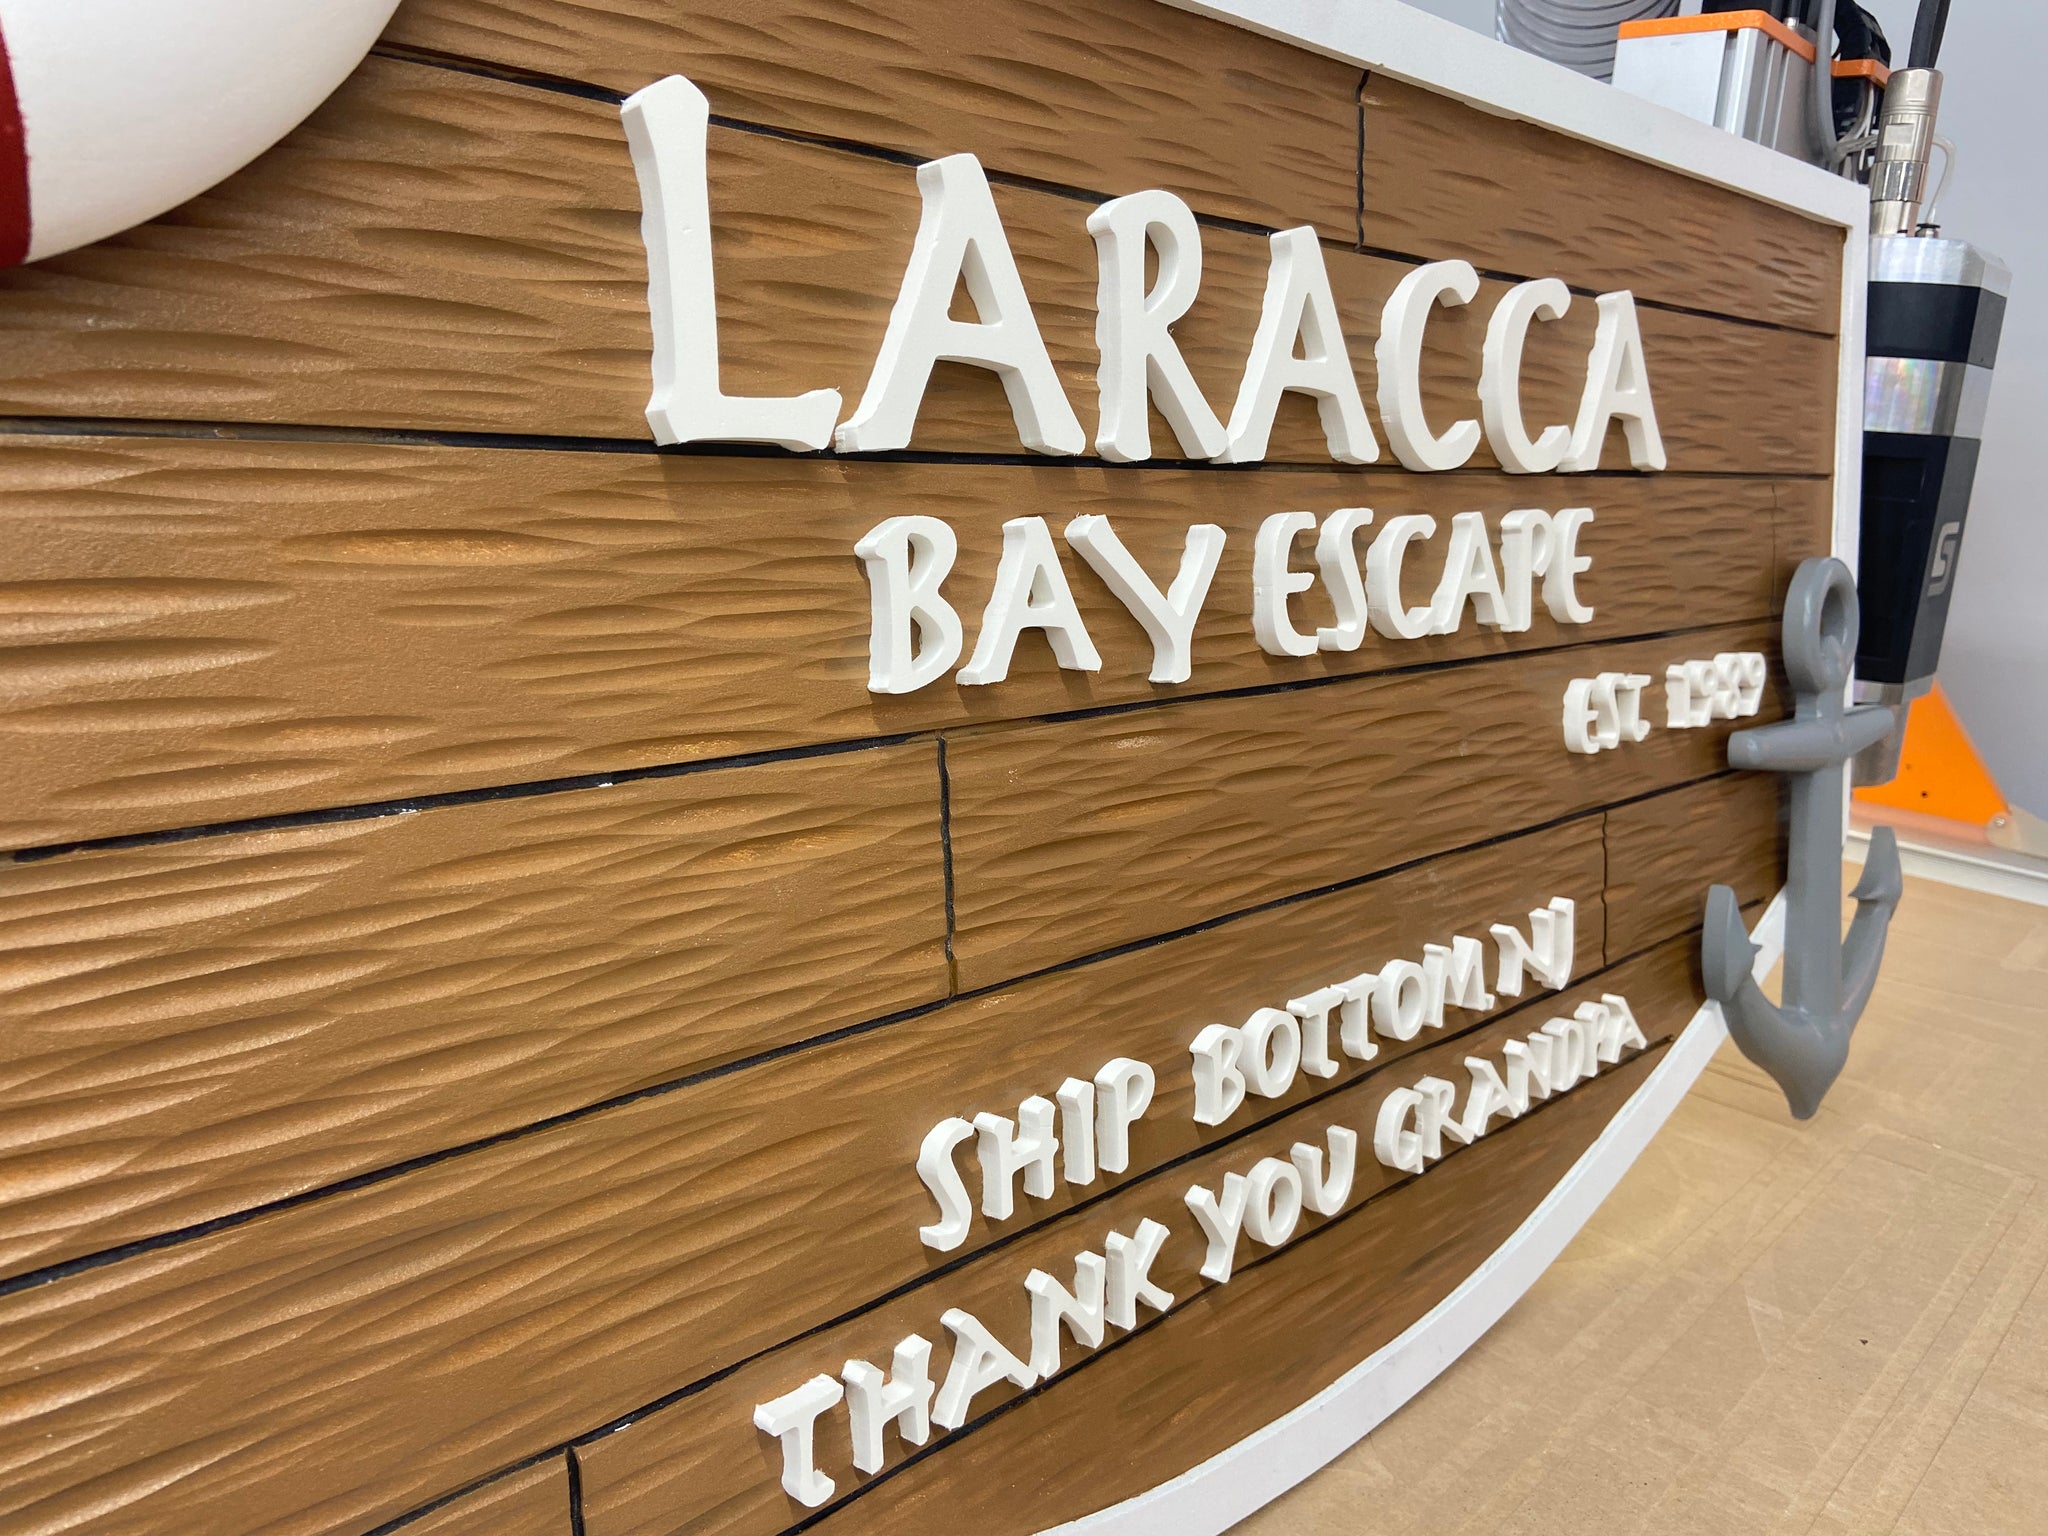 LARACCA
BAY ESCAPE
EST. 1989
SHIP BOTTOM, NJ
THANK YOU GRANDPA